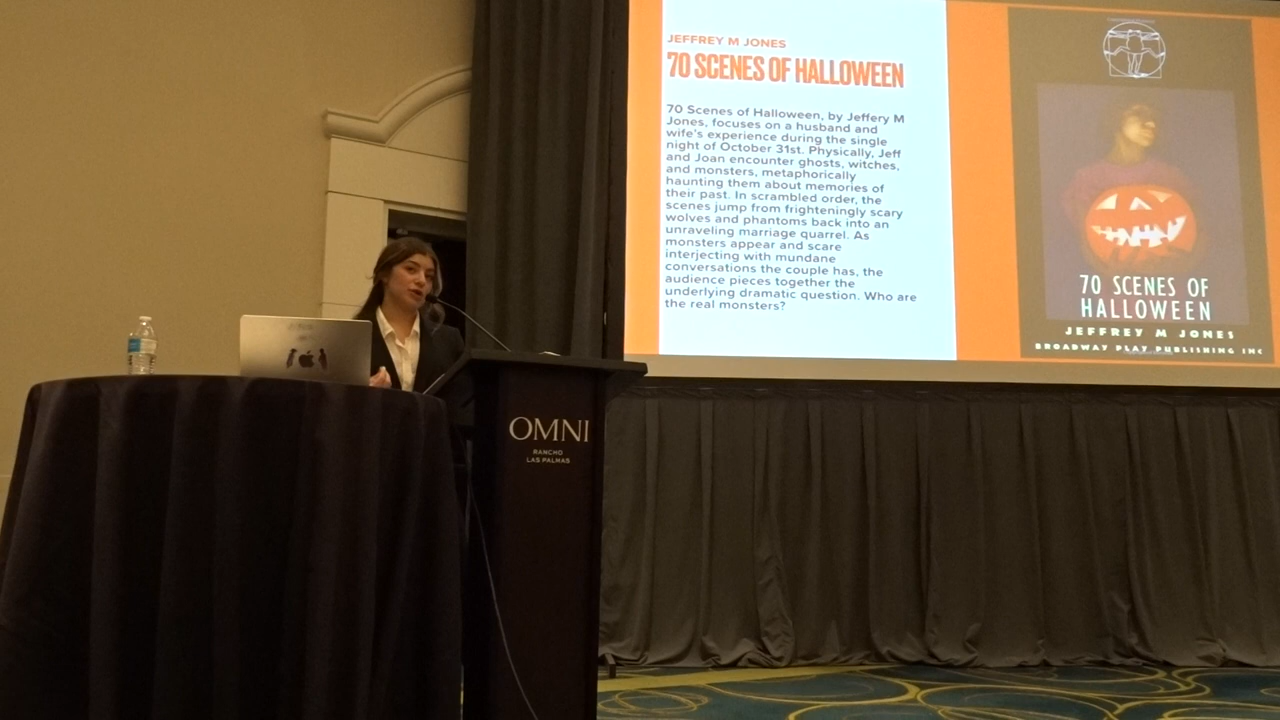 JEFFREY M JONES
70 SCENES OF HALLOWEEN
70 Scenes of Halloween, by Jeffery M
Jones, focuses on a husband and
wife's experience during the single
night of October 31st. Physically, Jeff
and Joan encounter ghosts, witches,
and monsters, metaphorically
haunting them about memories of
their past. In scrambled order, the
scenes jump from frighteningly scary
wolves and phantoms back into an
unraveling marriage quarrel. As
monsters appear and scare
interjecting with mundane
conversations the couple has, the
audience pieces together the
underlying dramatic question. Who are
the real monsters?
70 SCENES OF
HALLOWEEN
JEFFREY M JONES
BROADWAY PLAY PUBLISHING INC
OMNI
RANCHO
LAS PALMAS